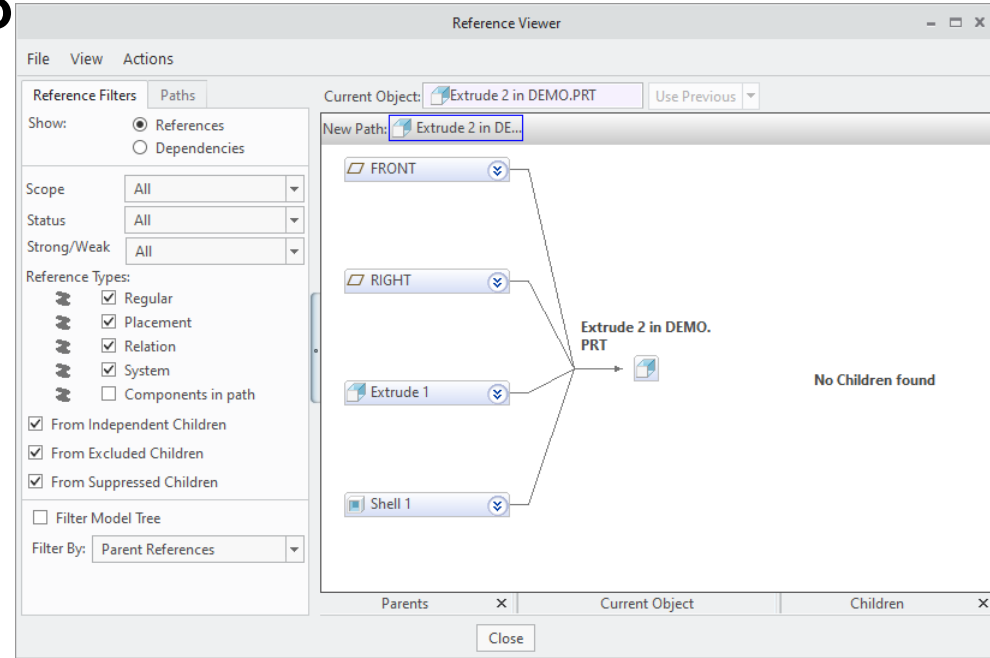 Reference Viewer
File View Actions
Reference Filters Paths
Current Object: Extrude 2 in DEMO.PRT Use Previous
Show: References
Dependencies
New Path: Extrude 2 in DE...
Scope All
Status All
Strong/Weak All
Reference Types:
Regular
Placement
Relation
System
Components in path
From Independent Children
From Excluded Children
From Suppressed Children
Filter Model Tree
Filter By: Parent References
FRONT
RIGHT
Extrude 1
Shell 1
Extrude 2 in DEMO.
PRT
No Children found
Parents Current Object Children
Close